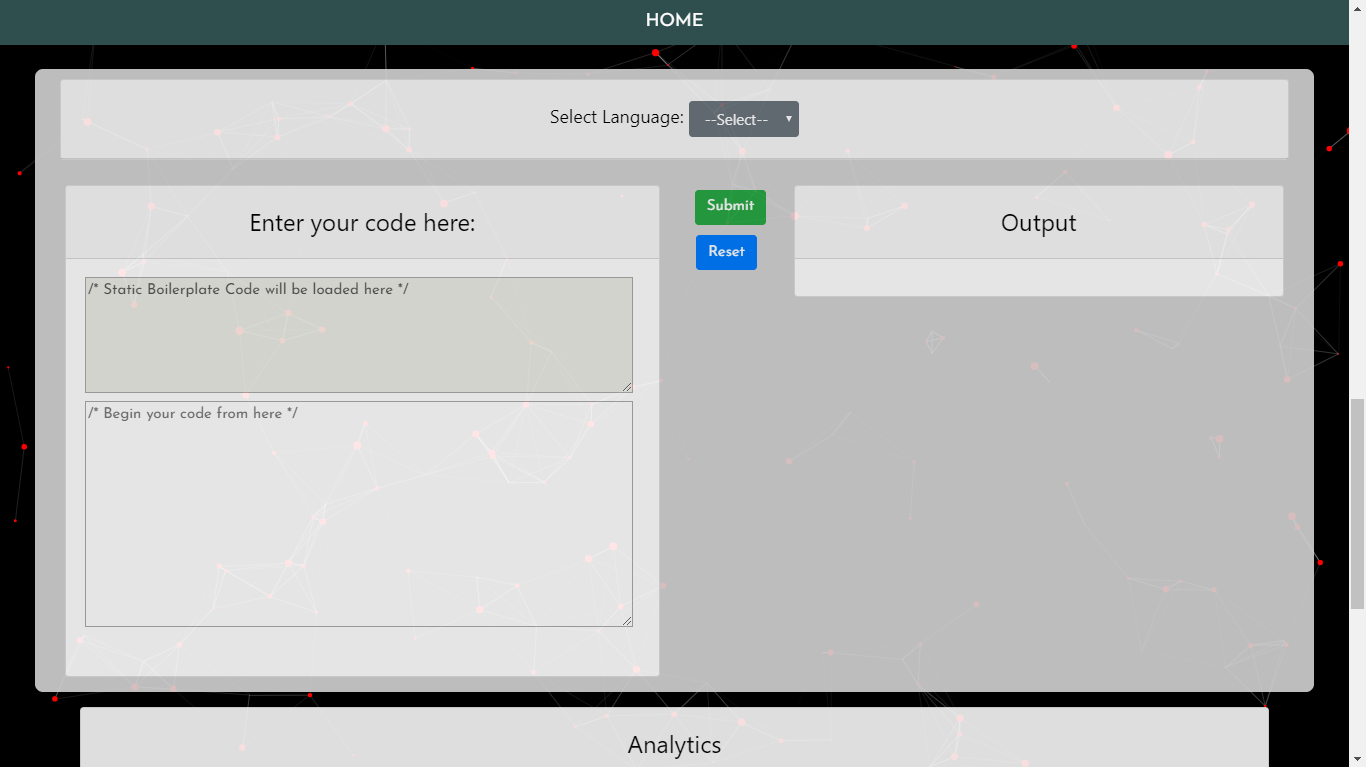 HOME
Select Language: --Select--
Enter your code here:
Submit
Reset
Output
/* Static Boilerplate Code will be loaded here */
/* Begin your code from here */
Analytics